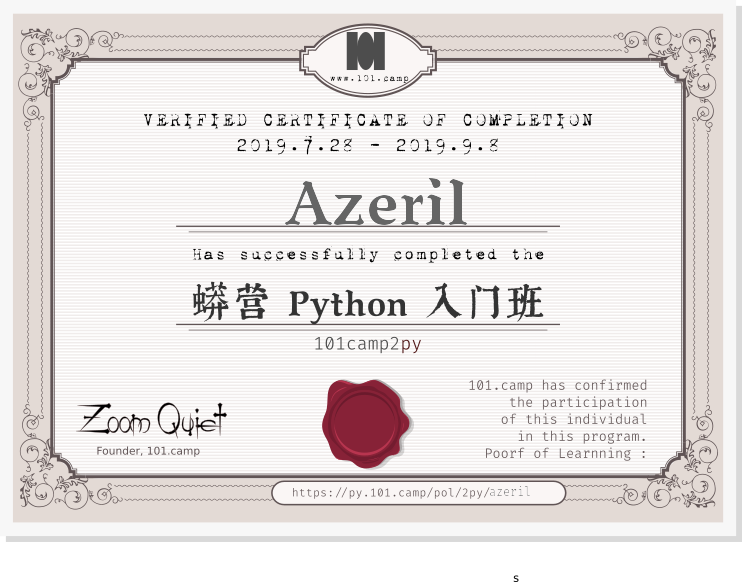 www.101.camp
VERIFIED CERTIFICATE OF COMPLETION
2019.7.28 - 2019.9.8
Azeril
Has successfully completed the
蟒营 Python 入门班
101camp2py
Zoom Quiet
Founder, 101.camp
101.camp has confirmed
the participation
of this individual
in this program.
Poorf of Learnning :
https://py.101.camp/pol/2py/azeril
s